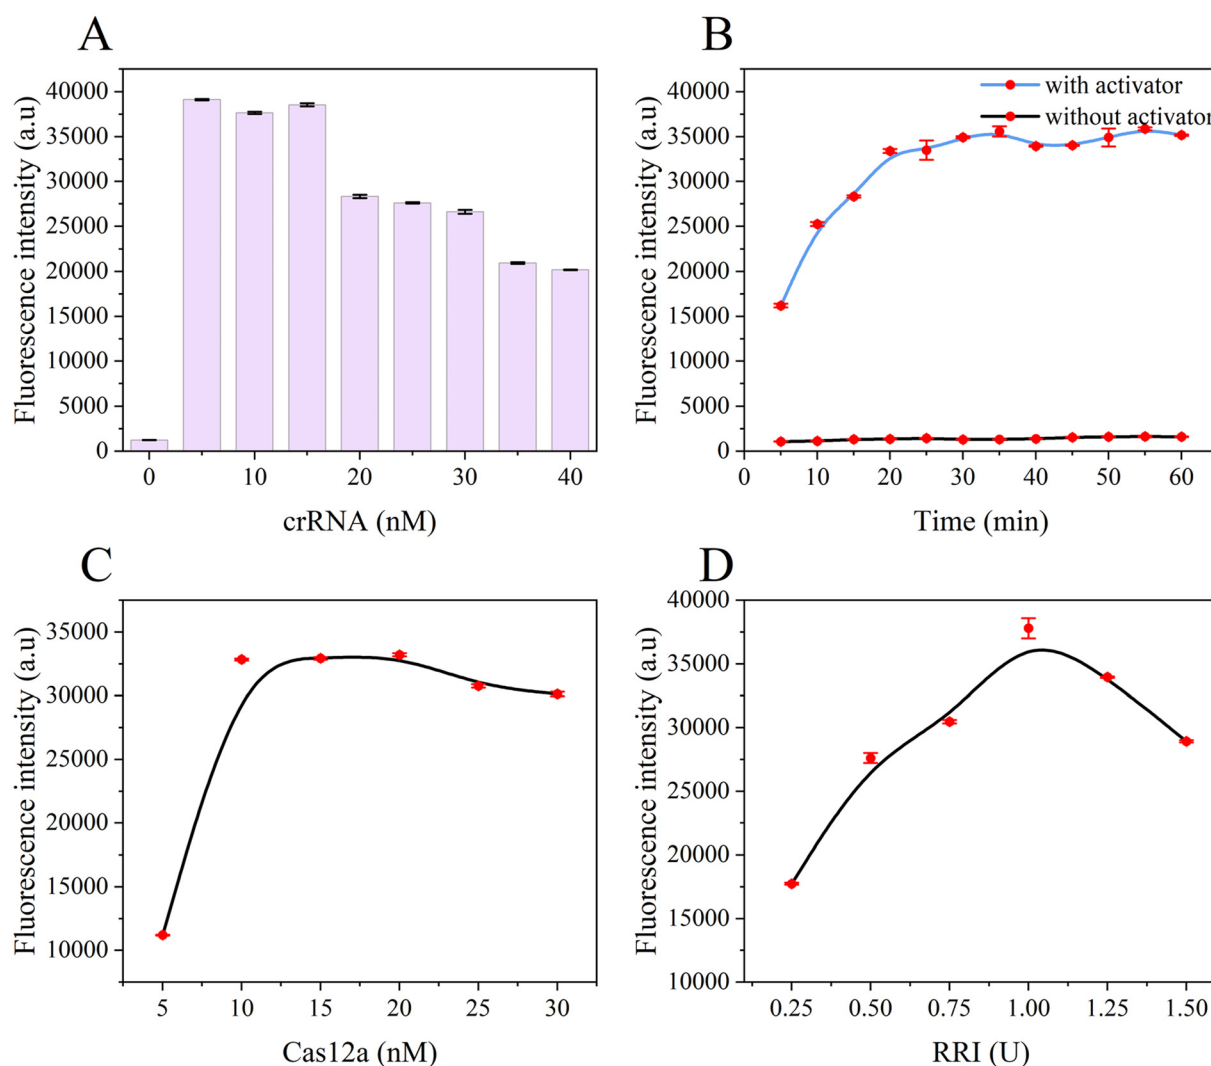 A
Fluorescence intensity (a.u)
40000
35000
30000
25000
20000
15000
10000
5000
0
0 10 20 30 40
crRNA (nM)
B
Fluorescence intensity (a.u)
40000
35000
30000
25000
20000
15000
10000
5000
0
with activator
without activator
0 10 20 30 40 50 60
Time (min)
C
Fluorescence intensity (a.u)
35000
30000
25000
20000
15000
10000
5 10 15 20 25 30
Cas12a (nM)
D
Fluorescence intensity (a.u)
40000
35000
30000
25000
20000
15000
10000
0.25 0.50 0.75 1.00 1.25 1.50
RRI (U)